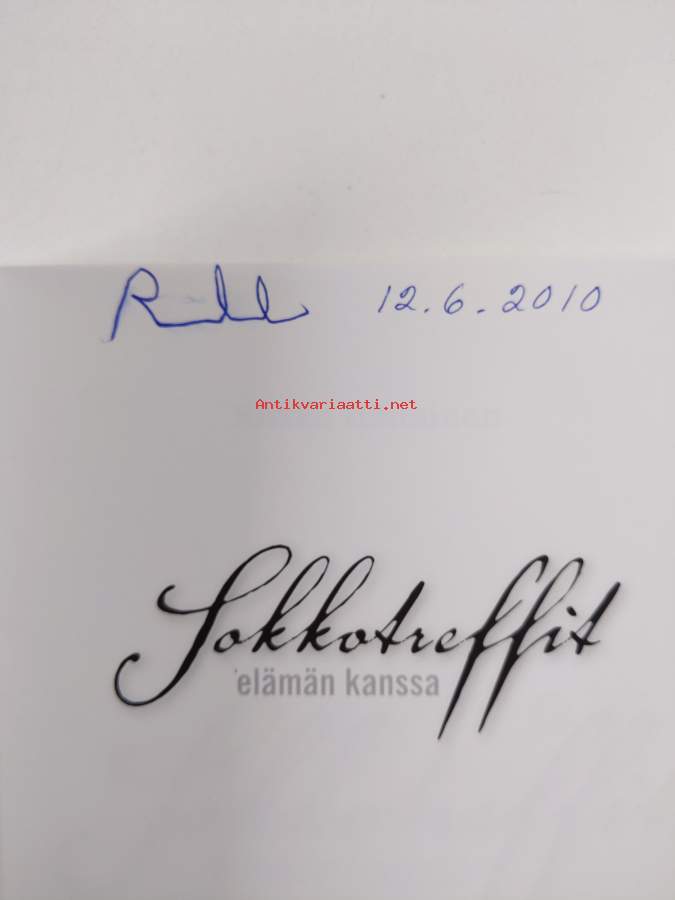 12.6.2010
Antikvariaatti.net
Sokkotreffit
elämän kanssa